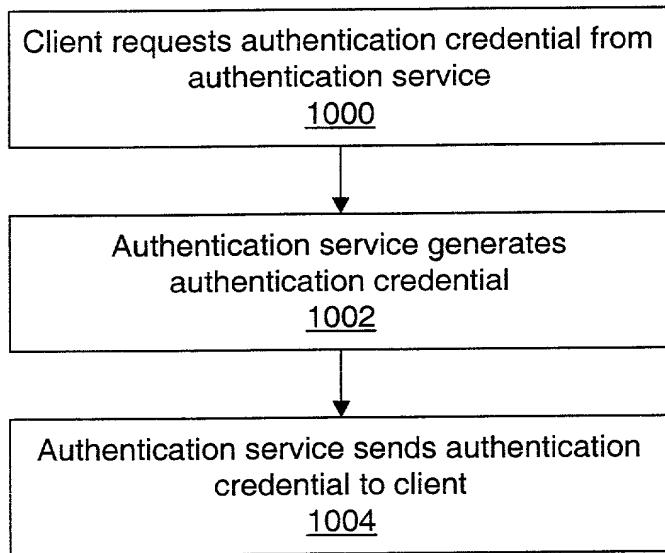 Client requests authentication credential from
authentication service
1000
Authentication service generates
authentication credential
1002
Authentication service sends authentication
credential to client
1004